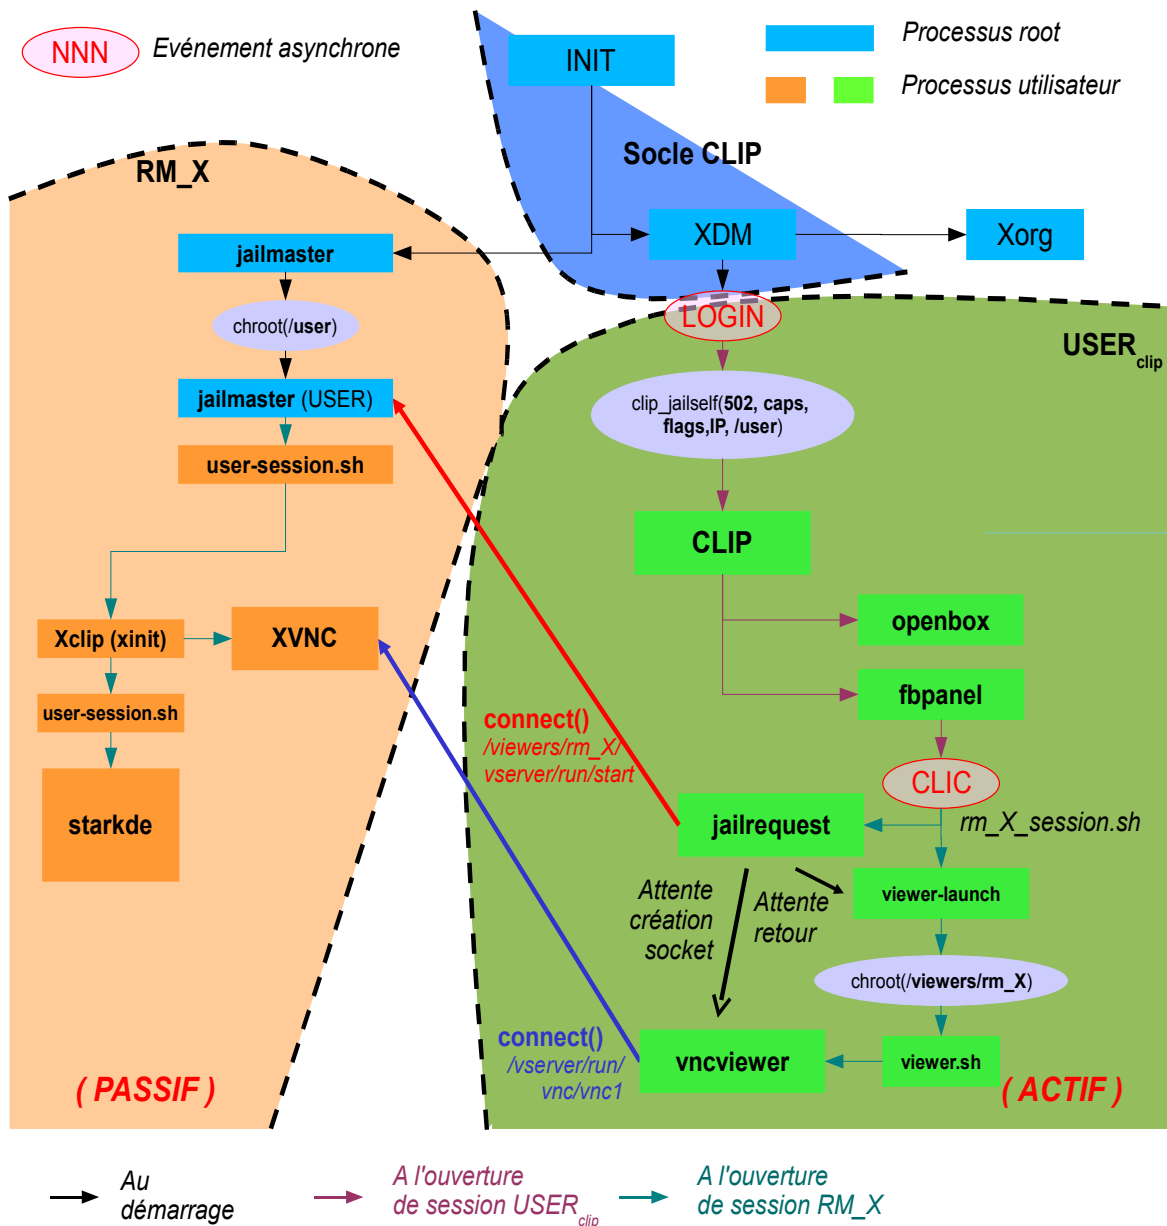 NNN
Evénement asynchrone
INIT
Processus root
Processus utilisateur
Socle CLIP
RM_X
jailmaster
XDM
Xorg
chroot(/user)
LOGIN
USERclip
jailmaster (USER)
clip_jailself(502, caps,
flags,IP, /user)
user-session.sh
CLIP
openbox
Xclip (xinit)
XVNC
fbpanel
user-session.sh
connect()
/viewers/rm_X/
vserver/run/start
CLIC
starkde
jailrequest
rm_X_session.sh
Attente
création
socket
Attente
retour
viewer-launch
chroot(/viewers/rm_X)
connect()
/vserver/run/
vnc/vnc1
vncviewer
viewer.sh
( PASSIF )
( ACTIF )
Au
démarrage
A l'ouverture
de session USERclip
A l'ouverture
de session RM_X